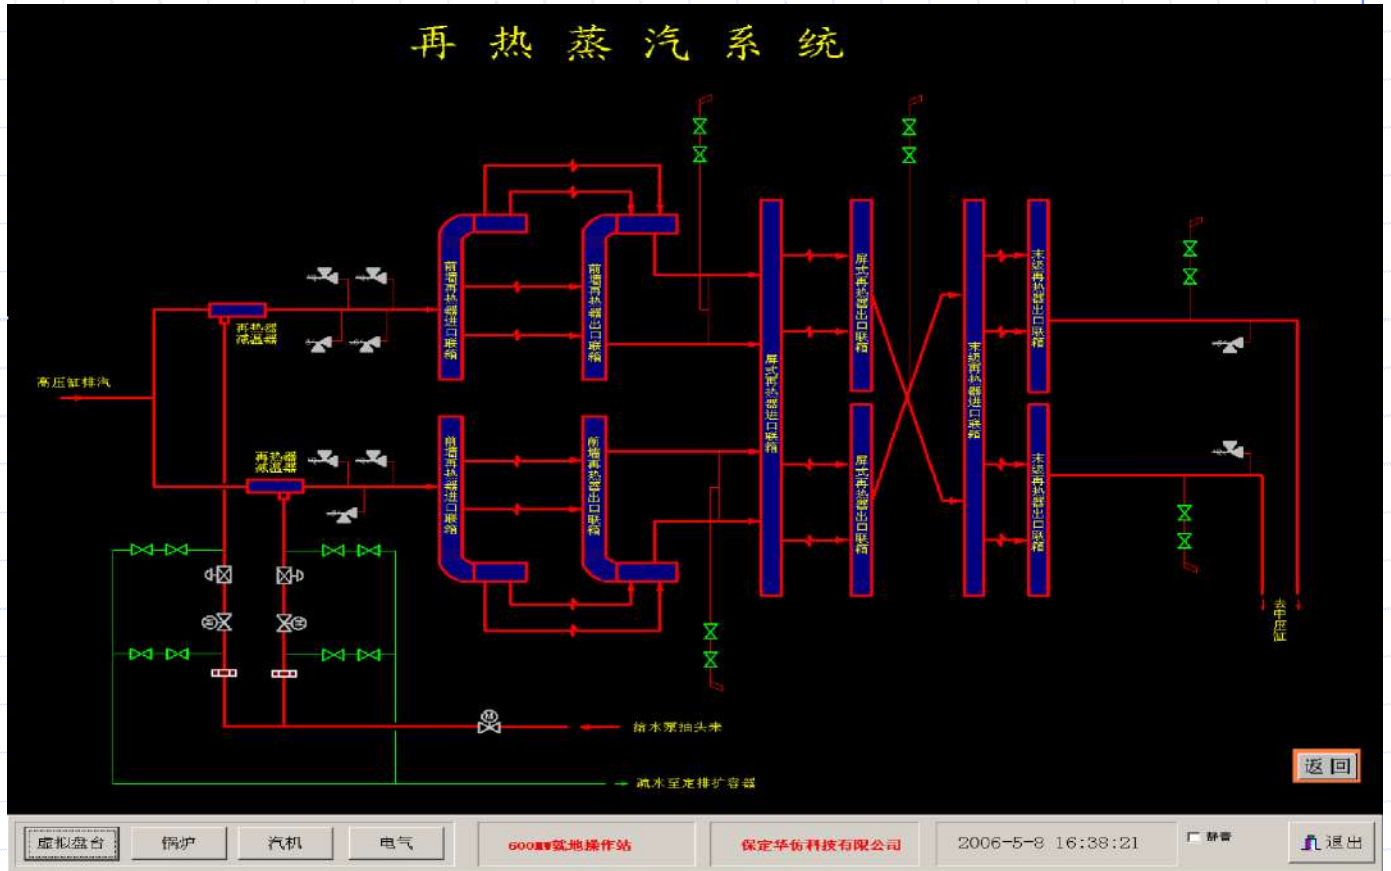 再热蒸汽系统
再热器
减温器
高压缸排汽
再热器
减温器
前墙再热器进口联箱
前墙再热器出口联箱
前墙再热器进口联箱
前墙再热器出口联箱
屏式再热器进口联箱
屏式再热器出口联箱
屏式再热器出口联箱
末级再热器进口联箱
末级再热器出口联箱
末级再热器出口联箱
去中压缸
给水泵抽头来
疏水至定排扩容器
返回
虚拟盘台
锅炉
汽机
电气
600MW就地操作站
保定华仿科技有限公司
2006-5-8 16:38:21
静音
退出